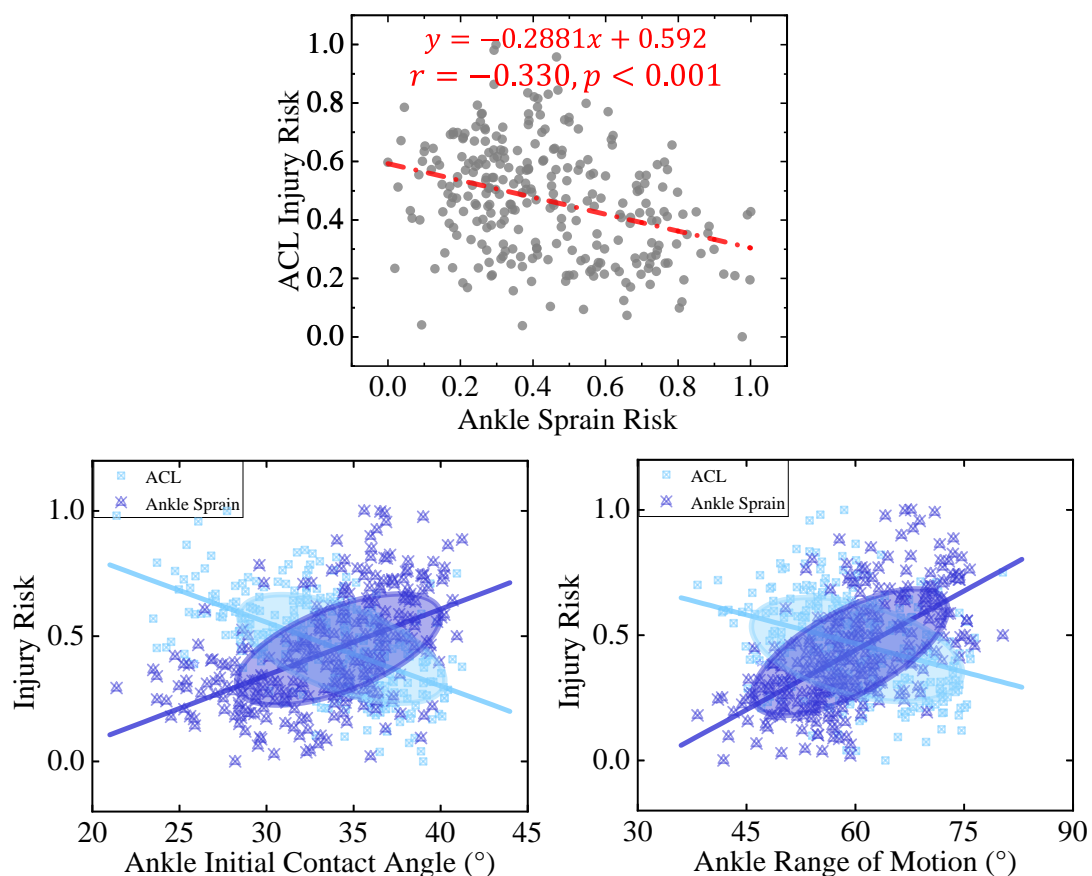 y = −0.2881x + 0.592
r = −0.330, p < 0.001
1.0
0.8
0.6
0.4
0.2
0.0
ACL Injury Risk
0.0 0.2 0.4 0.6 0.8 1.0
Ankle Sprain Risk
ACL
Ankle Sprain
1.0
0.5
0.0
Injury Risk
20 25 30 35 40 45
Ankle Initial Contact Angle (°)
ACL
Ankle Sprain
1.0
0.5
0.0
Injury Risk
30 45 60 75 90
Ankle Range of Motion (°)